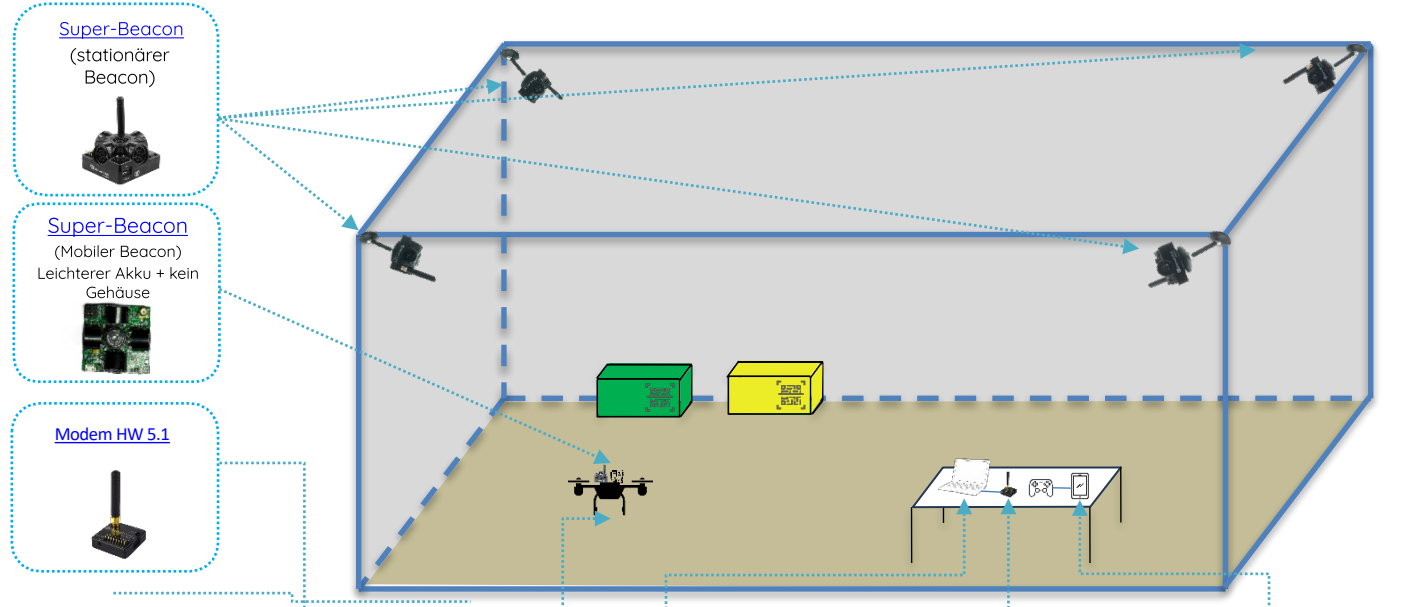 Super-Beacon
(stationärer
Beacon)
Super-Beacon
(Mobiler Beacon)
Leichterer Akku + kein
Gehäuse
Modem HW 5.1